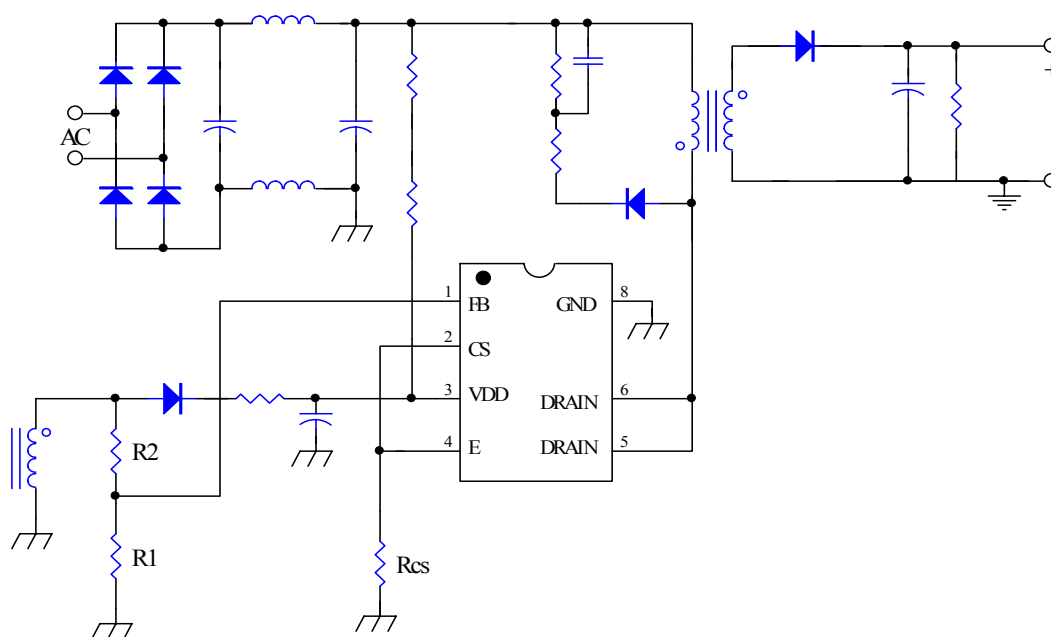 AC
+
1 FB GND 8
2 CS
3 VDD DRAIN 6
4 E DRAIN 5
R2
R1
Rcs